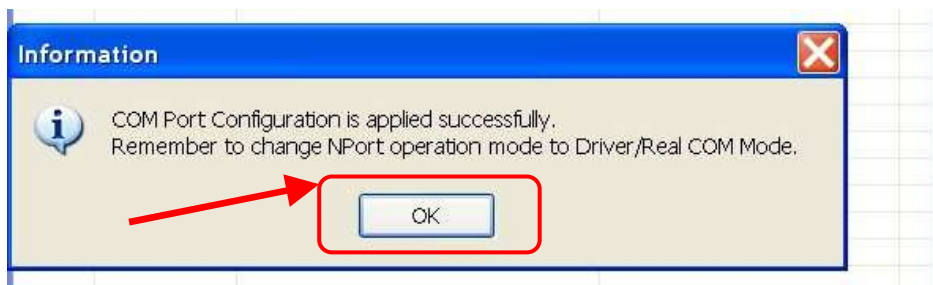 Information
COM Port Configuration is applied successfully.
Remember to change NPort operation mode to Driver/Real COM Mode.
OK